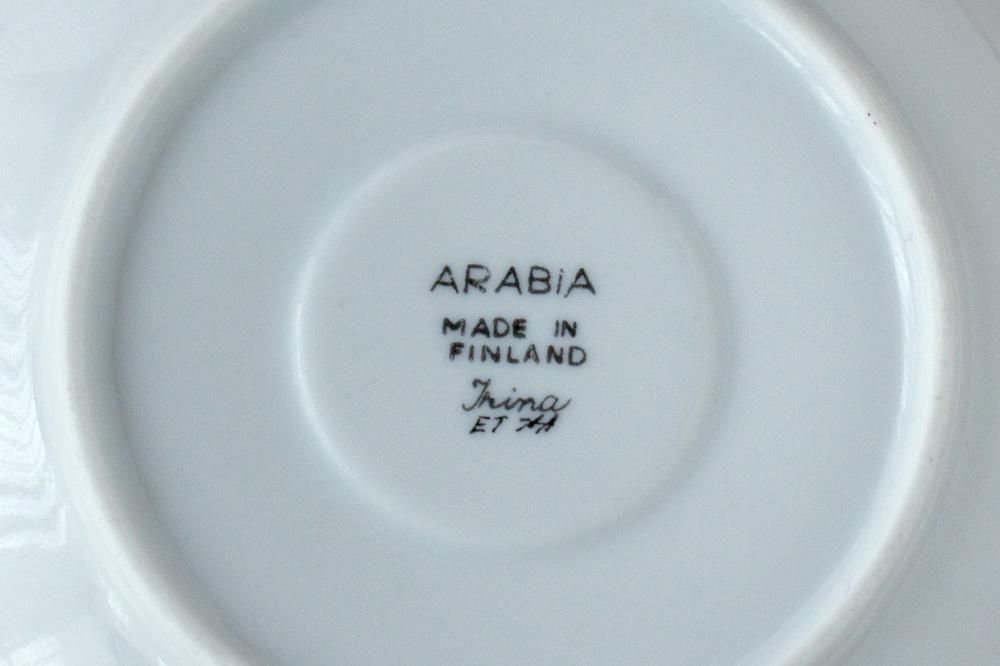 ARABiA
MADE IN
FINLAND
Irina
ET